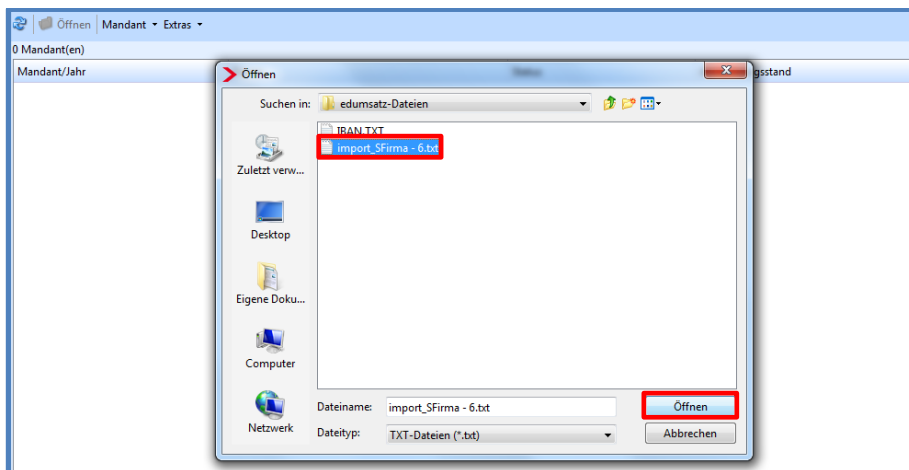 Öffnen Mandant Extras
0 Mandant(en)
Mandant/Jahr
gsstand
Öffnen
Suchen in: edumsatz-Dateien
IBAN.TXT
import_SFirma - 6.txt
Zuletzt verw...
Desktop
Eigene Doku...
Computer
Netzwerk
Dateiname: import_SFirma - 6.txt Öffnen
Dateityp: TXT-Dateien (*.txt) Abbrechen